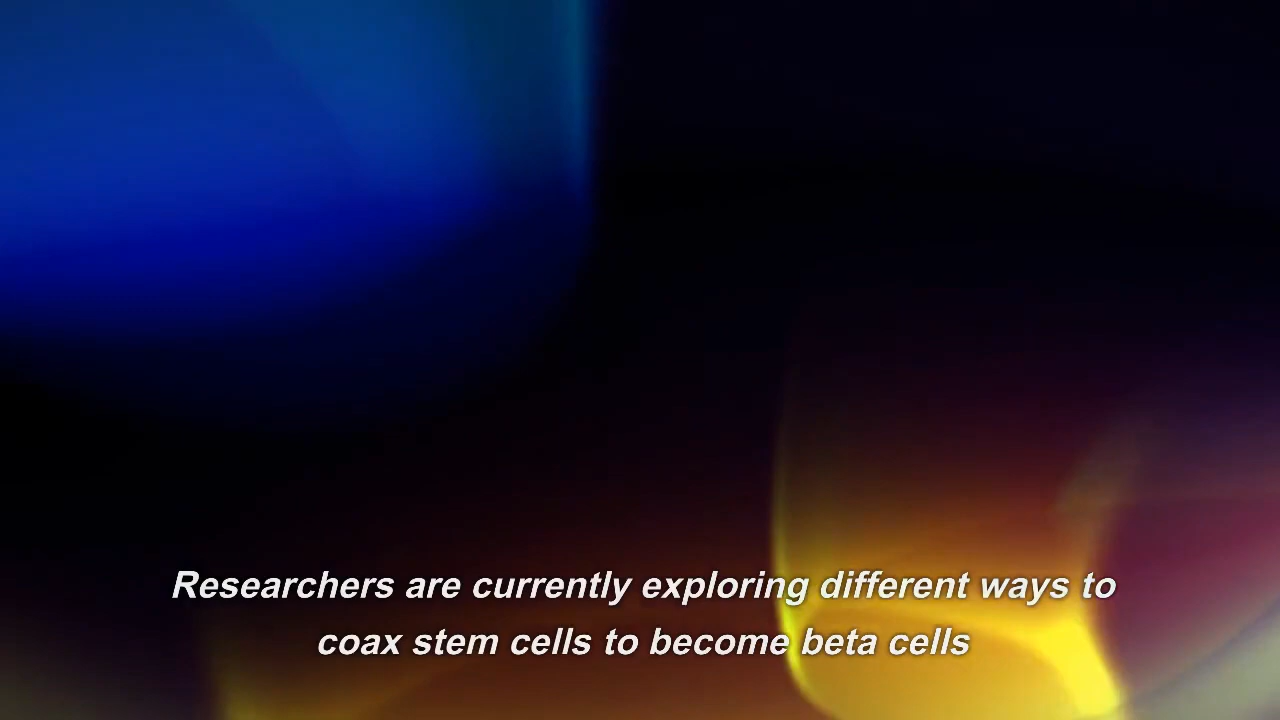 Researchers are currently exploring different ways to
coax stem cells to become beta cells